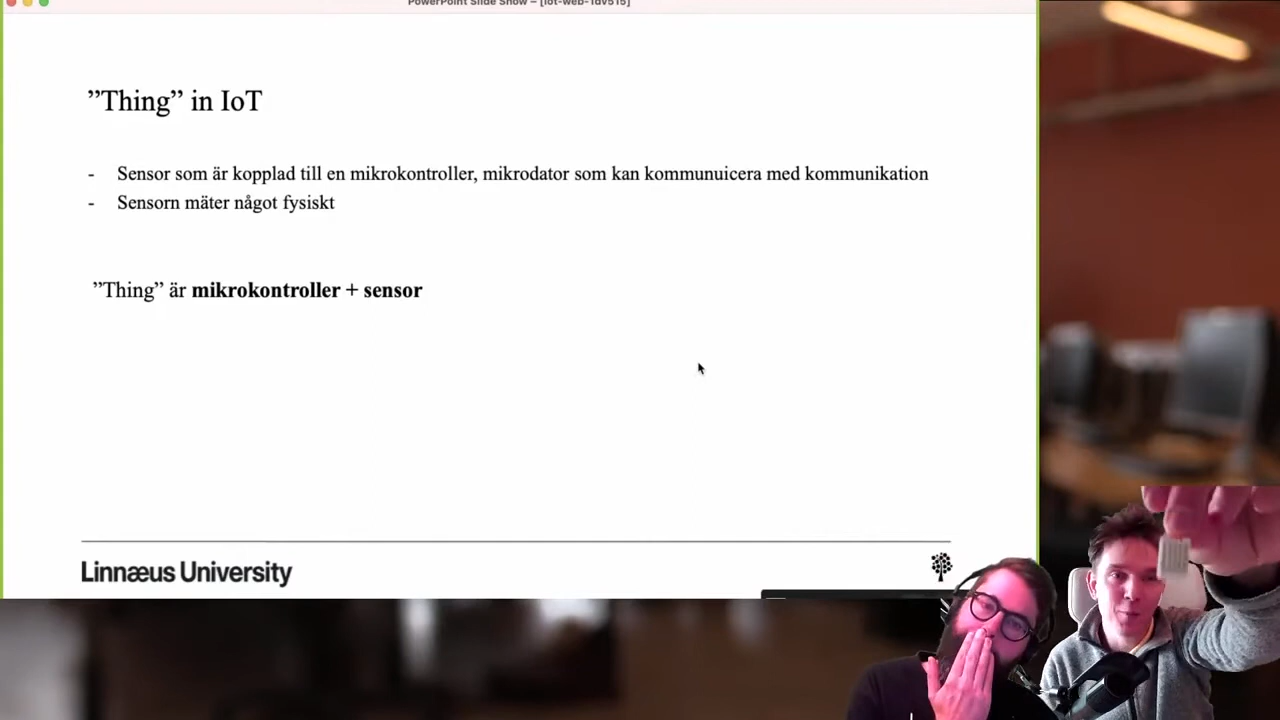 PowerPoint Slide Show – [iot-web-1dv515]
”Thing” in IoT
- Sensor som är kopplad till en mikrokontroller, mikrodator som kan kommunuicera med kommunikation
- Sensorn mäter något fysiskt
”Thing” är mikrokontroller + sensor
Linnæus University